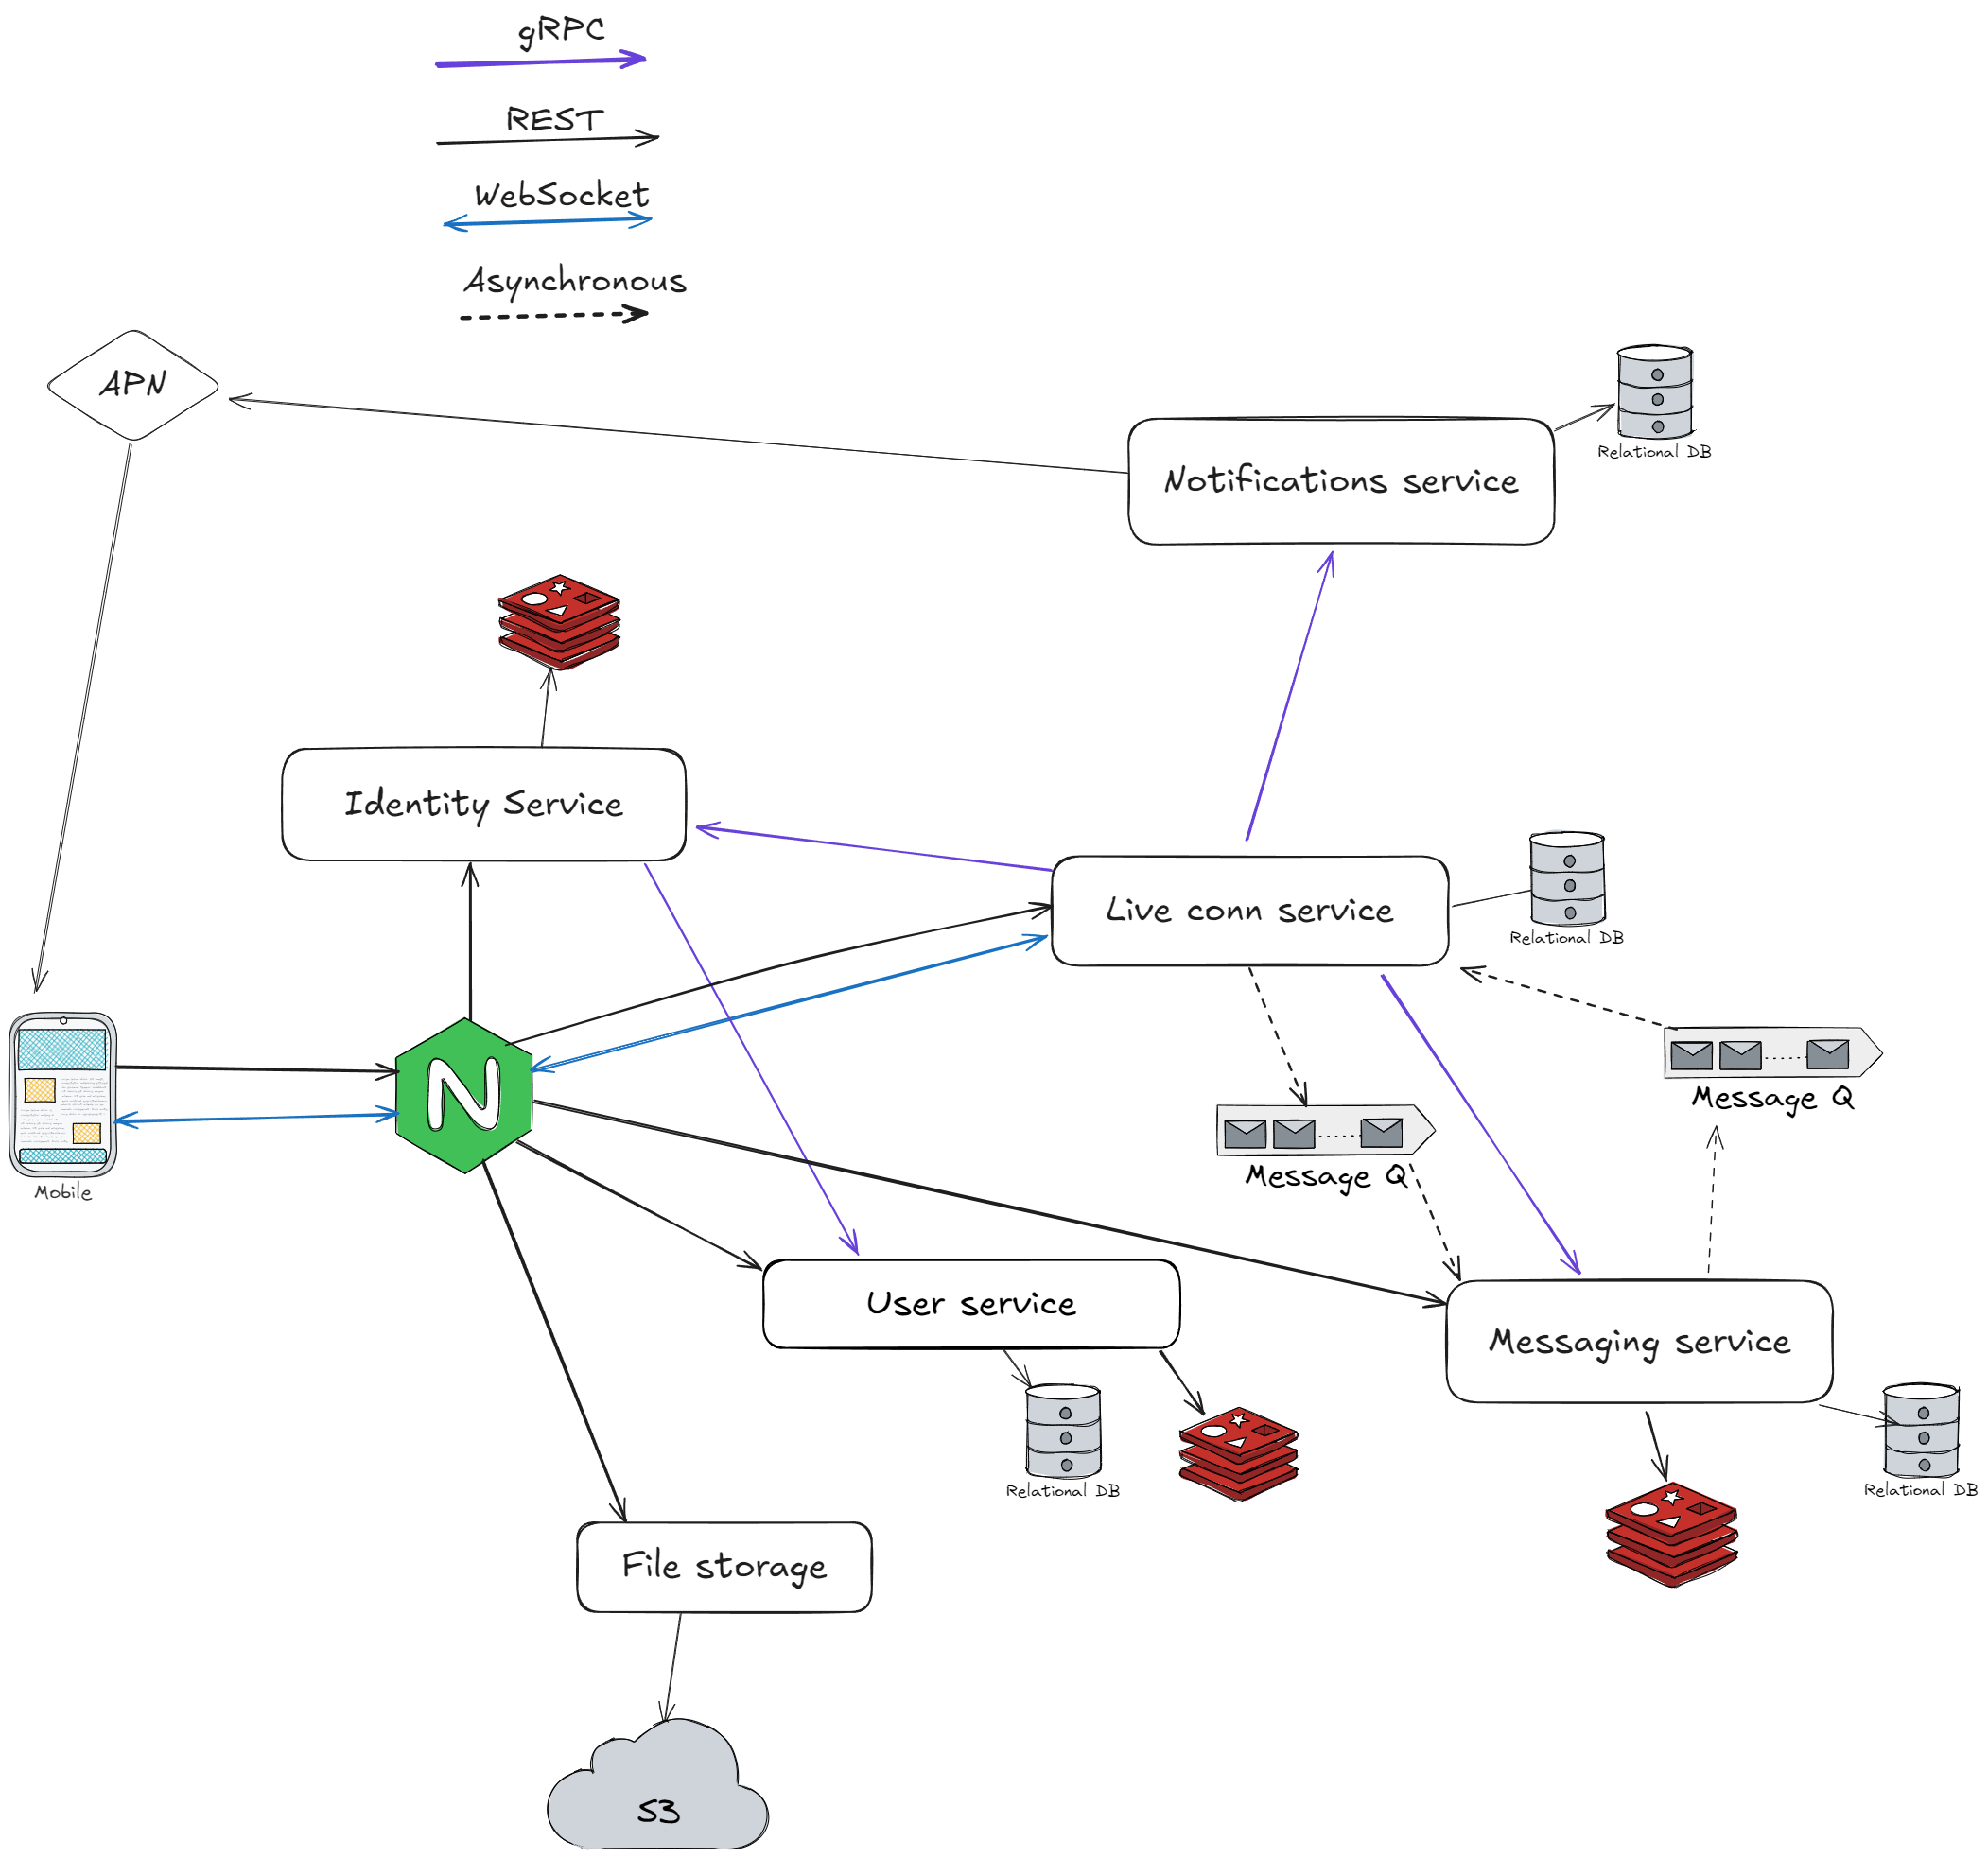 gRPC
REST
WebSocket
Asynchronous
APN
Relational DB
Notifications service
Identity Service
Live conn service
Relational DB
N
Message Q
Message Q
Mobile
User service
Messaging service
Relational DB
Relational DB
File storage
S3